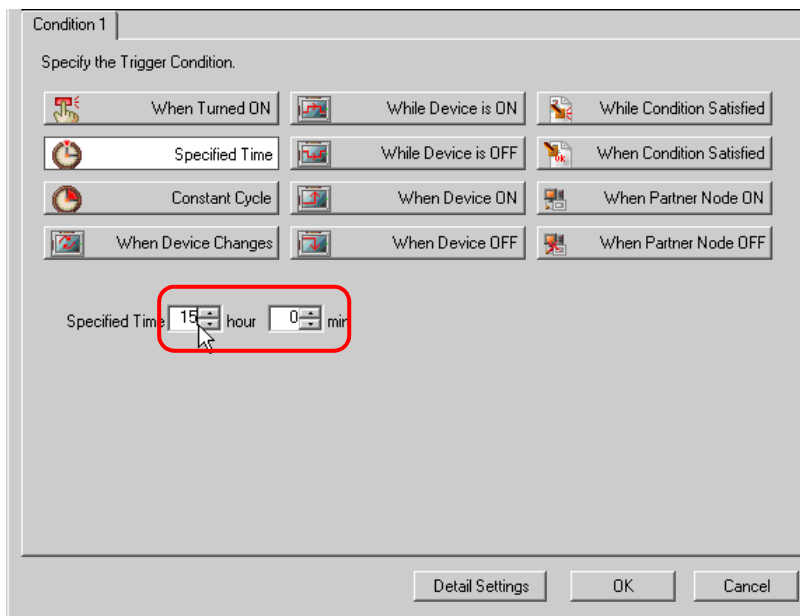 Condition 1
Specify the Trigger Condition.
When Turned ON While Device is ON While Condition Satisfied
Specified Time While Device is OFF When Condition Satisfied
Constant Cycle When Device ON When Partner Node ON
When Device Changes When Device OFF When Partner Node OFF
Specified Time 15 hour 0 min
Detail Settings OK Cancel